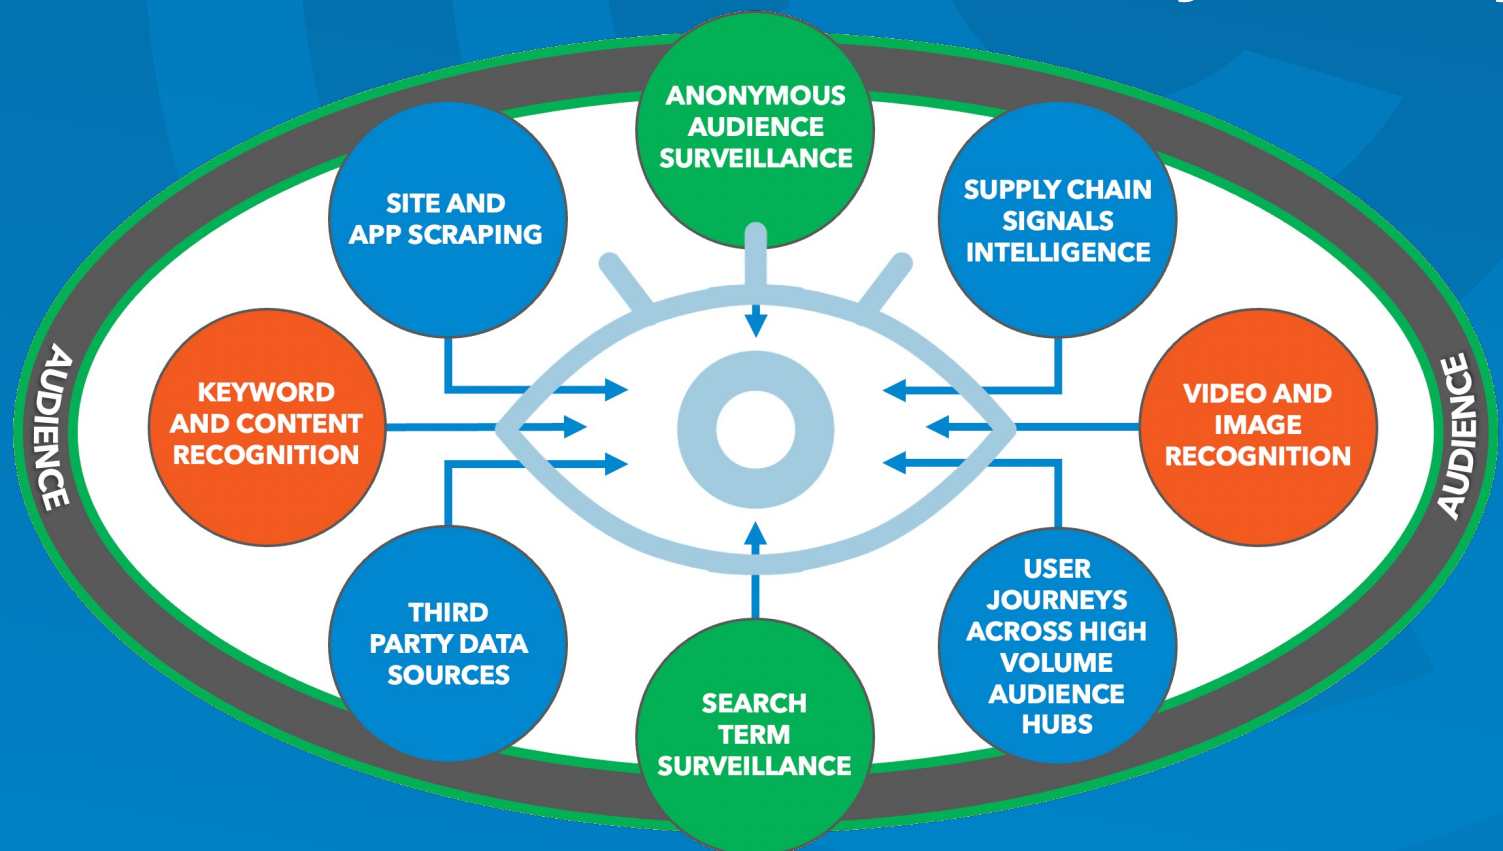 ANONYMOUS
AUDIENCE
SURVEILLANCE
SITE AND
APP SCRAPING
SUPPLY CHAIN
SIGNALS
INTELLIGENCE
KEYWORD
AND CONTENT
RECOGNITION
VIDEO AND
IMAGE
RECOGNITION
AUDIENCE
AUDIENCE
THIRD
PARTY DATA
SOURCES
USER
JOURNEYS
ACROSS HIGH
VOLUME
AUDIENCE
HUBS
SEARCH
TERM
SURVEILLANCE